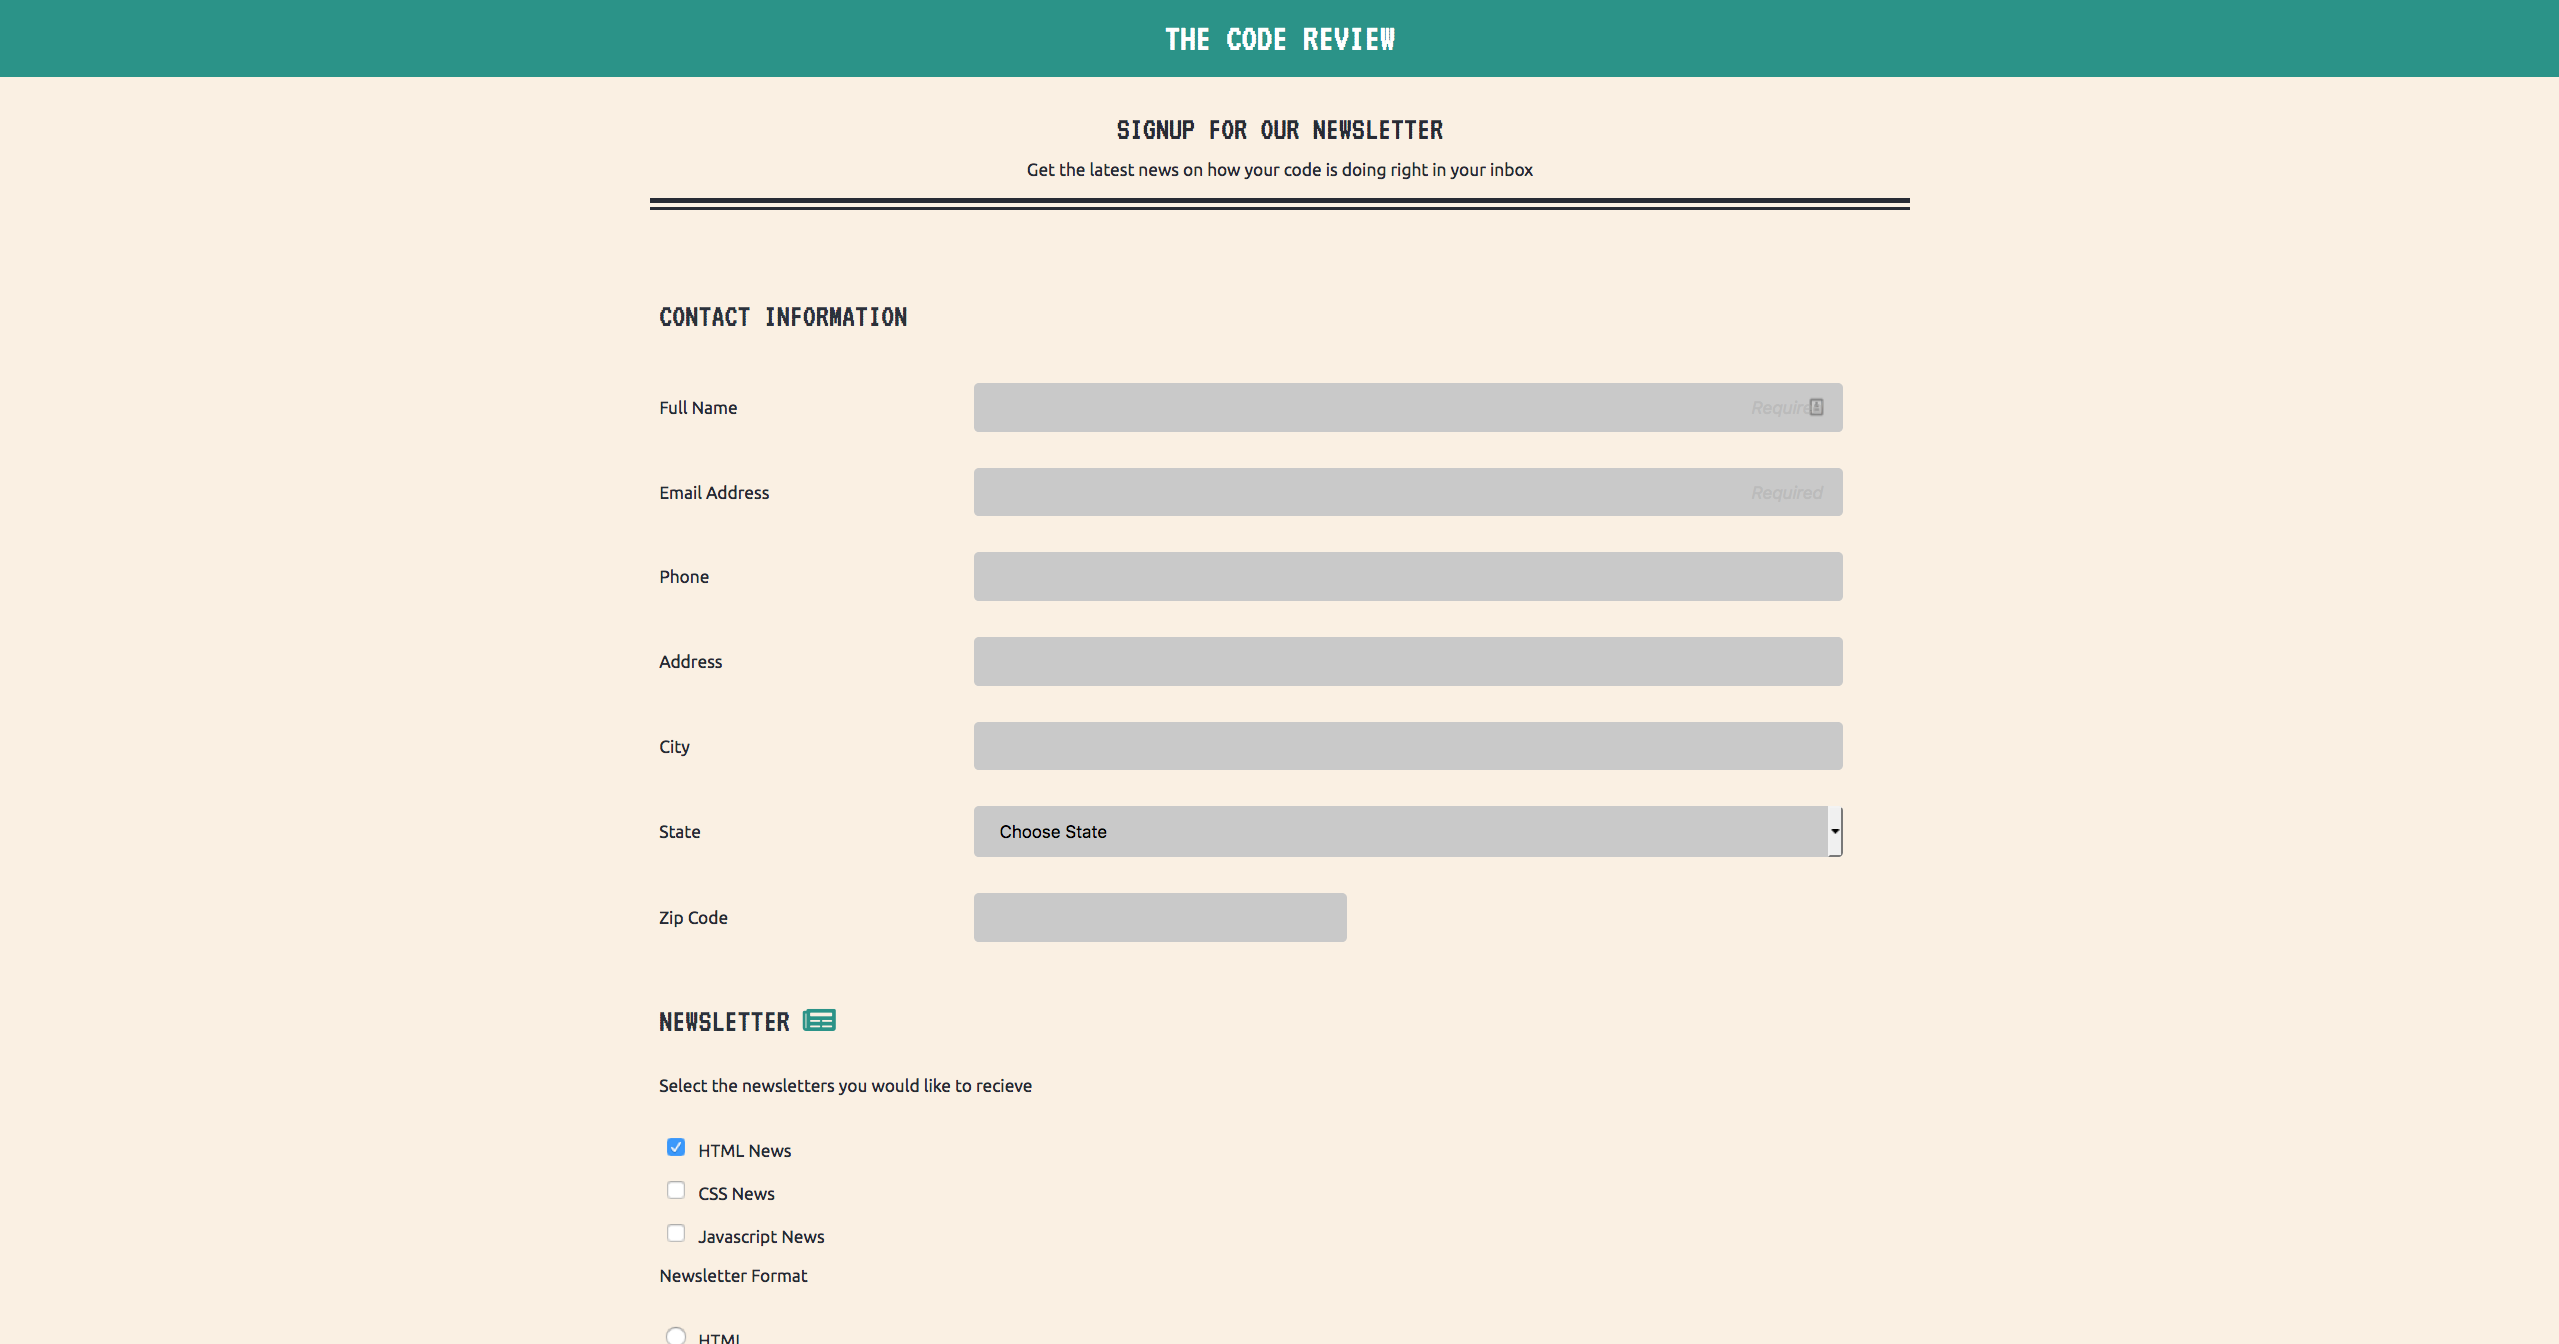 THE CODE REVIEW
SIGNUP FOR OUR NEWSLETTER
Get the latest news on how your code is doing right in your inbox
CONTACT INFORMATION
Full Name
Require
Email Address
Required
Phone
Address
City
State
Choose State
Zip Code
NEWSLETTER
Select the newsletters you would like to recieve
HTML News
CSS News
Javascript News
Newsletter Format
HTML